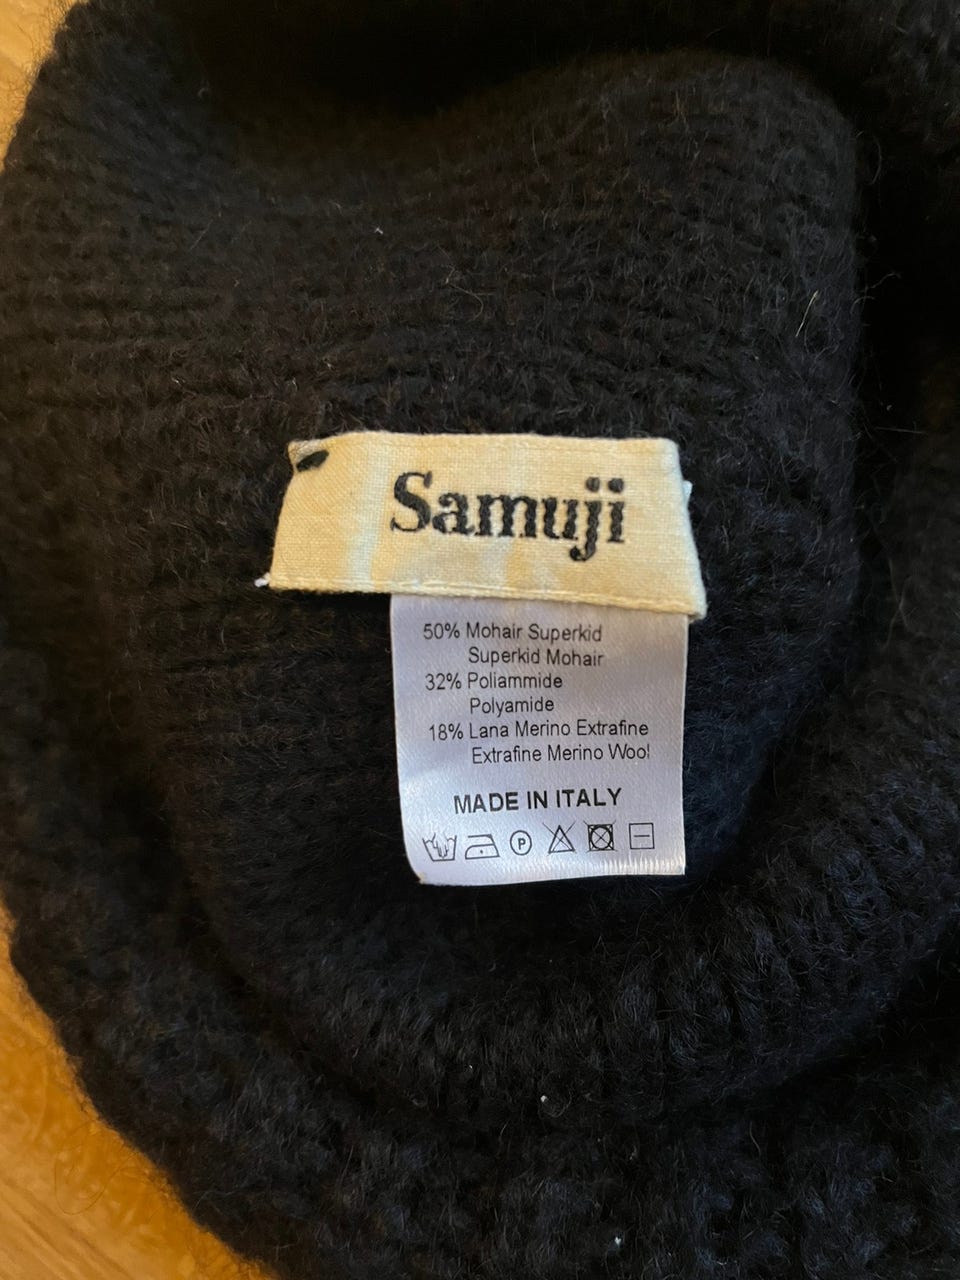 Samuji
50% Mohair Superkid
Superkid Mohair
32% Poliammide
Polyamide
18% Lana Merino Extrafine
Extrafine Merino Wool
MADE IN ITALY
P